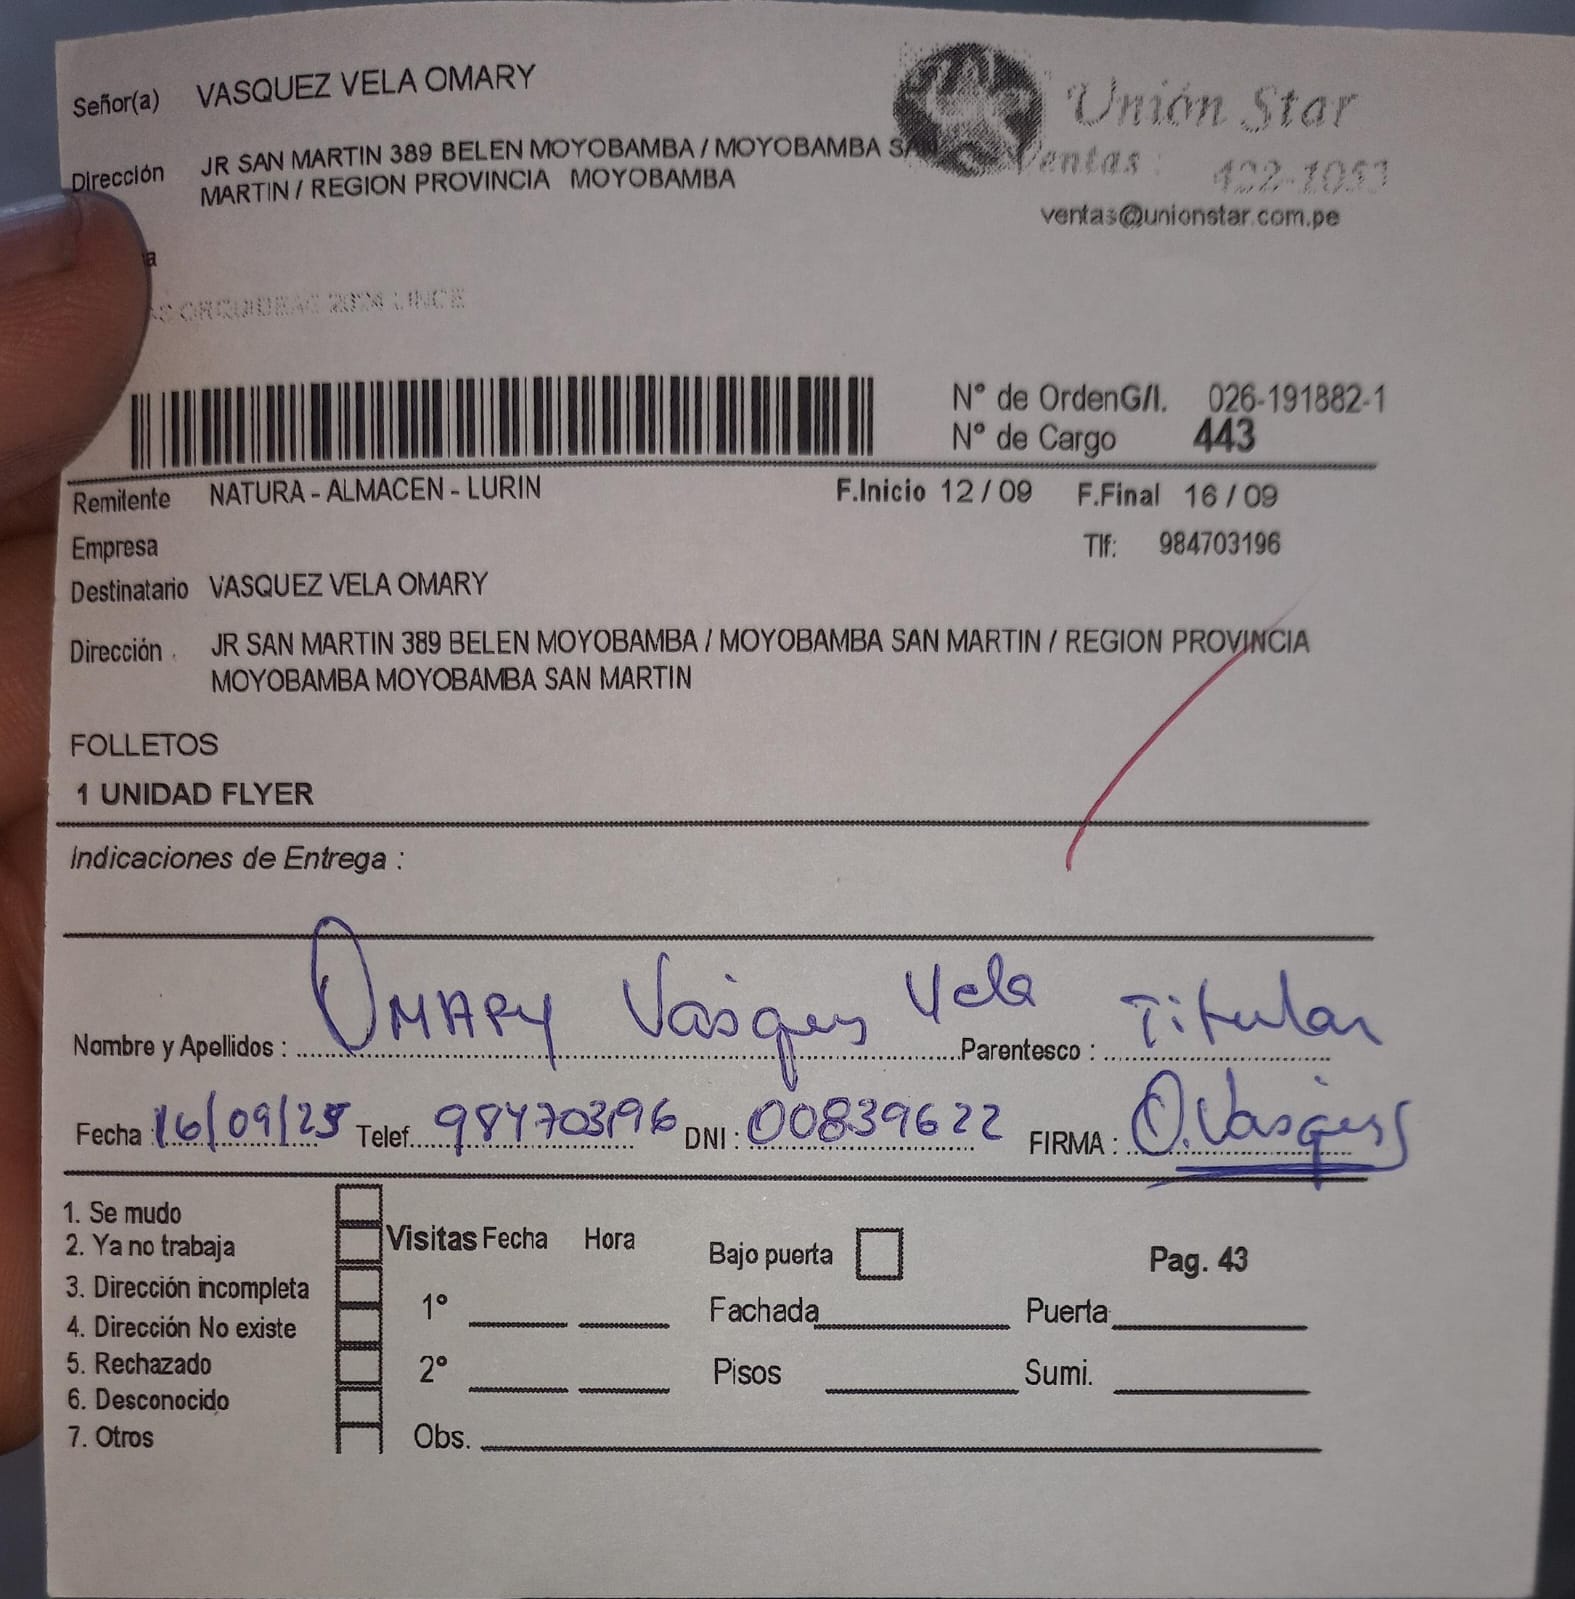 Señor(a) VASQUEZ VELA OMARY
Unión Star
Dirección JR SAN MARTIN 389 BELEN MOYOBAMBA / MOYOBAMBA
MARTIN / REGION PROVINCIA MOYOBAMBA
Ventas :
ventas@unionstar.com.pe
ORQUIDEAS LINCE
N° de OrdenG/I. 026-191882-1
N° de Cargo 443
Remitente NATURA - ALMACEN - LURIN F.Inicio 12 / 09 F.Final 16 / 09
Empresa Tlf: 984703196
Destinatario VASQUEZ VELA OMARY
Dirección JR SAN MARTIN 389 BELEN MOYOBAMBA / MOYOBAMBA SAN MARTIN / REGION PROVINCIA
MOYOBAMBA MOYOBAMBA SAN MARTIN
FOLLETOS
1 UNIDAD FLYER
Indicaciones de Entrega :
Nombre y Apellidos : OMARY Vasquez Vela Parentesco : Titular
Fecha : 16/09/25 Telef. 984703196 DNI : 00839622 FIRMA : O. Vasquez
1. Se mudo
2. Ya no trabaja
3. Dirección incompleta
4. Dirección No existe
5. Rechazado
6. Desconocido
7. Otros
Visitas Fecha Hora
1°
2°
Obs.
Bajo puerta
Pag. 43
Fachada Puerta
Pisos Sumi.